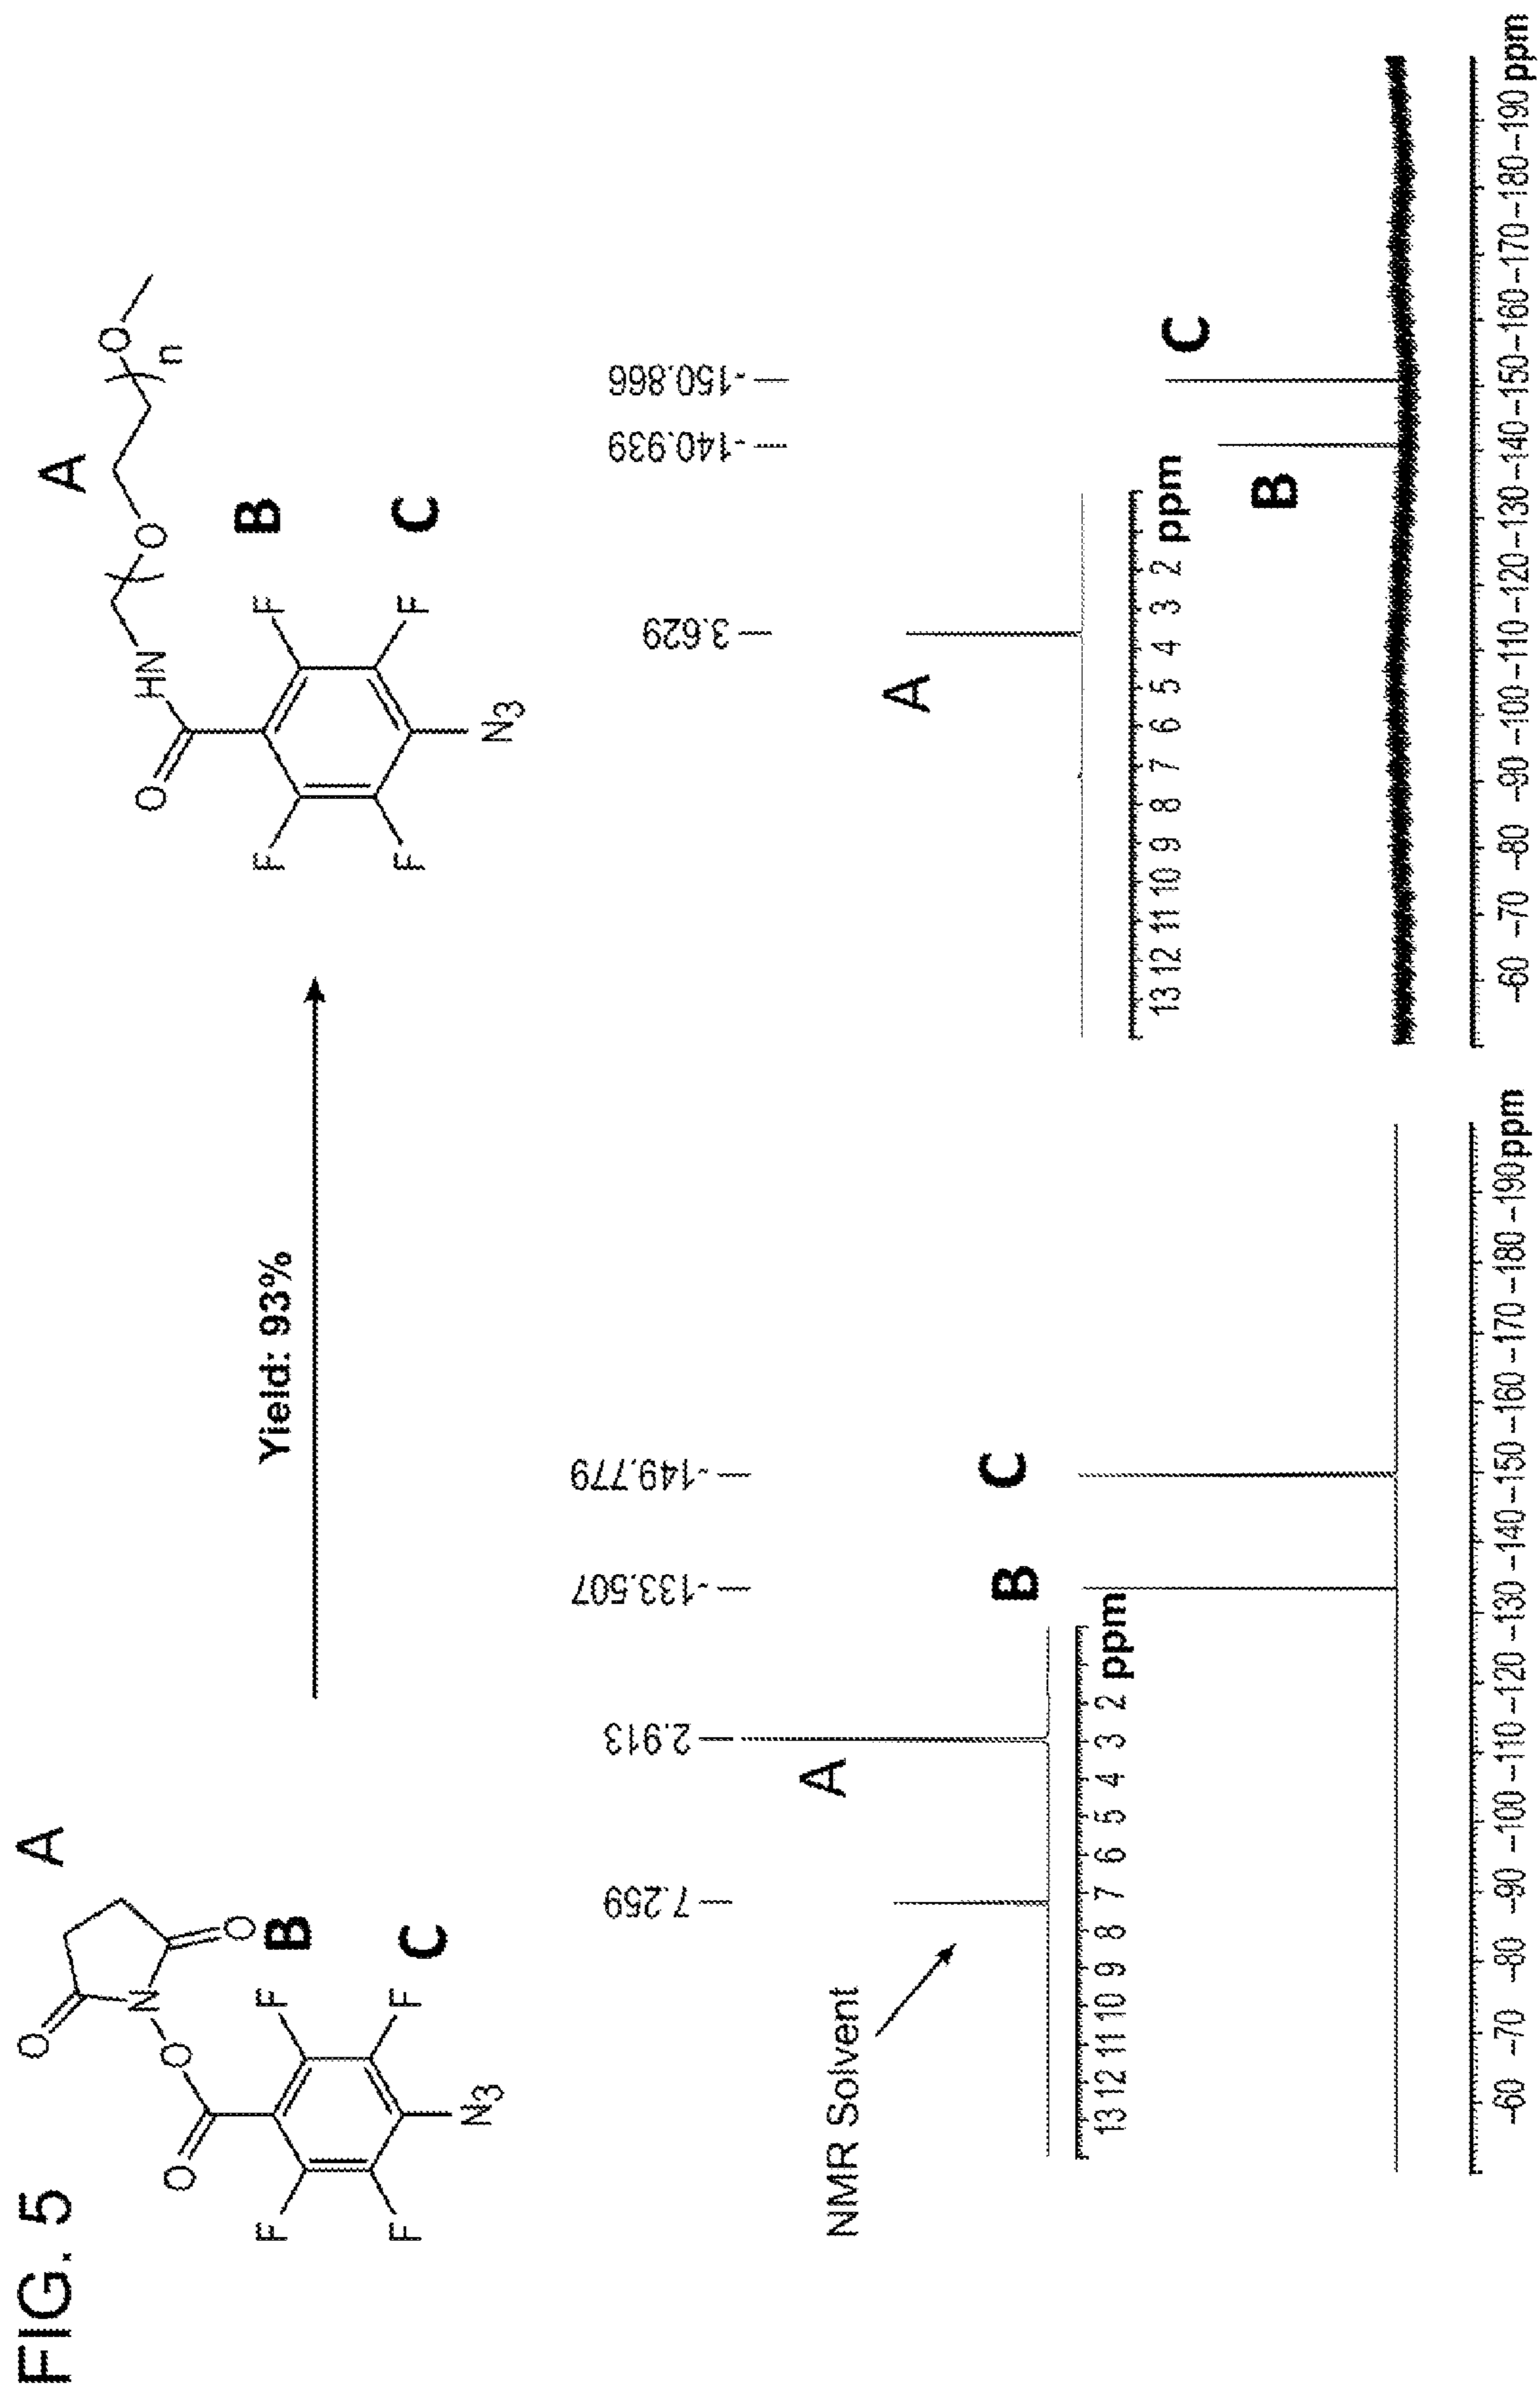 FIG. 5
A
O
N
O
O
O
B
F
F
C
F
F
N3
Yield: 93%
A
O
n
O
HN
O
B
F
F
C
F
F
N3
7.259
2.913
-133.507
-149.779
NMR Solvent
A
B
C
13 12 11 10 9 8 7 6 5 4 3 2 ppm
-60 -70 -80 -90 -100 -110 -120 -130 -140 -150 -160 -170 -180 -190 ppm
3.629
-140.939
-150.866
A
B
C
13 12 11 10 9 8 7 6 5 4 3 2 ppm
-60 -70 -80 -90 -100 -110 -120 -130 -140 -150 -160 -170 -180 -190 ppm